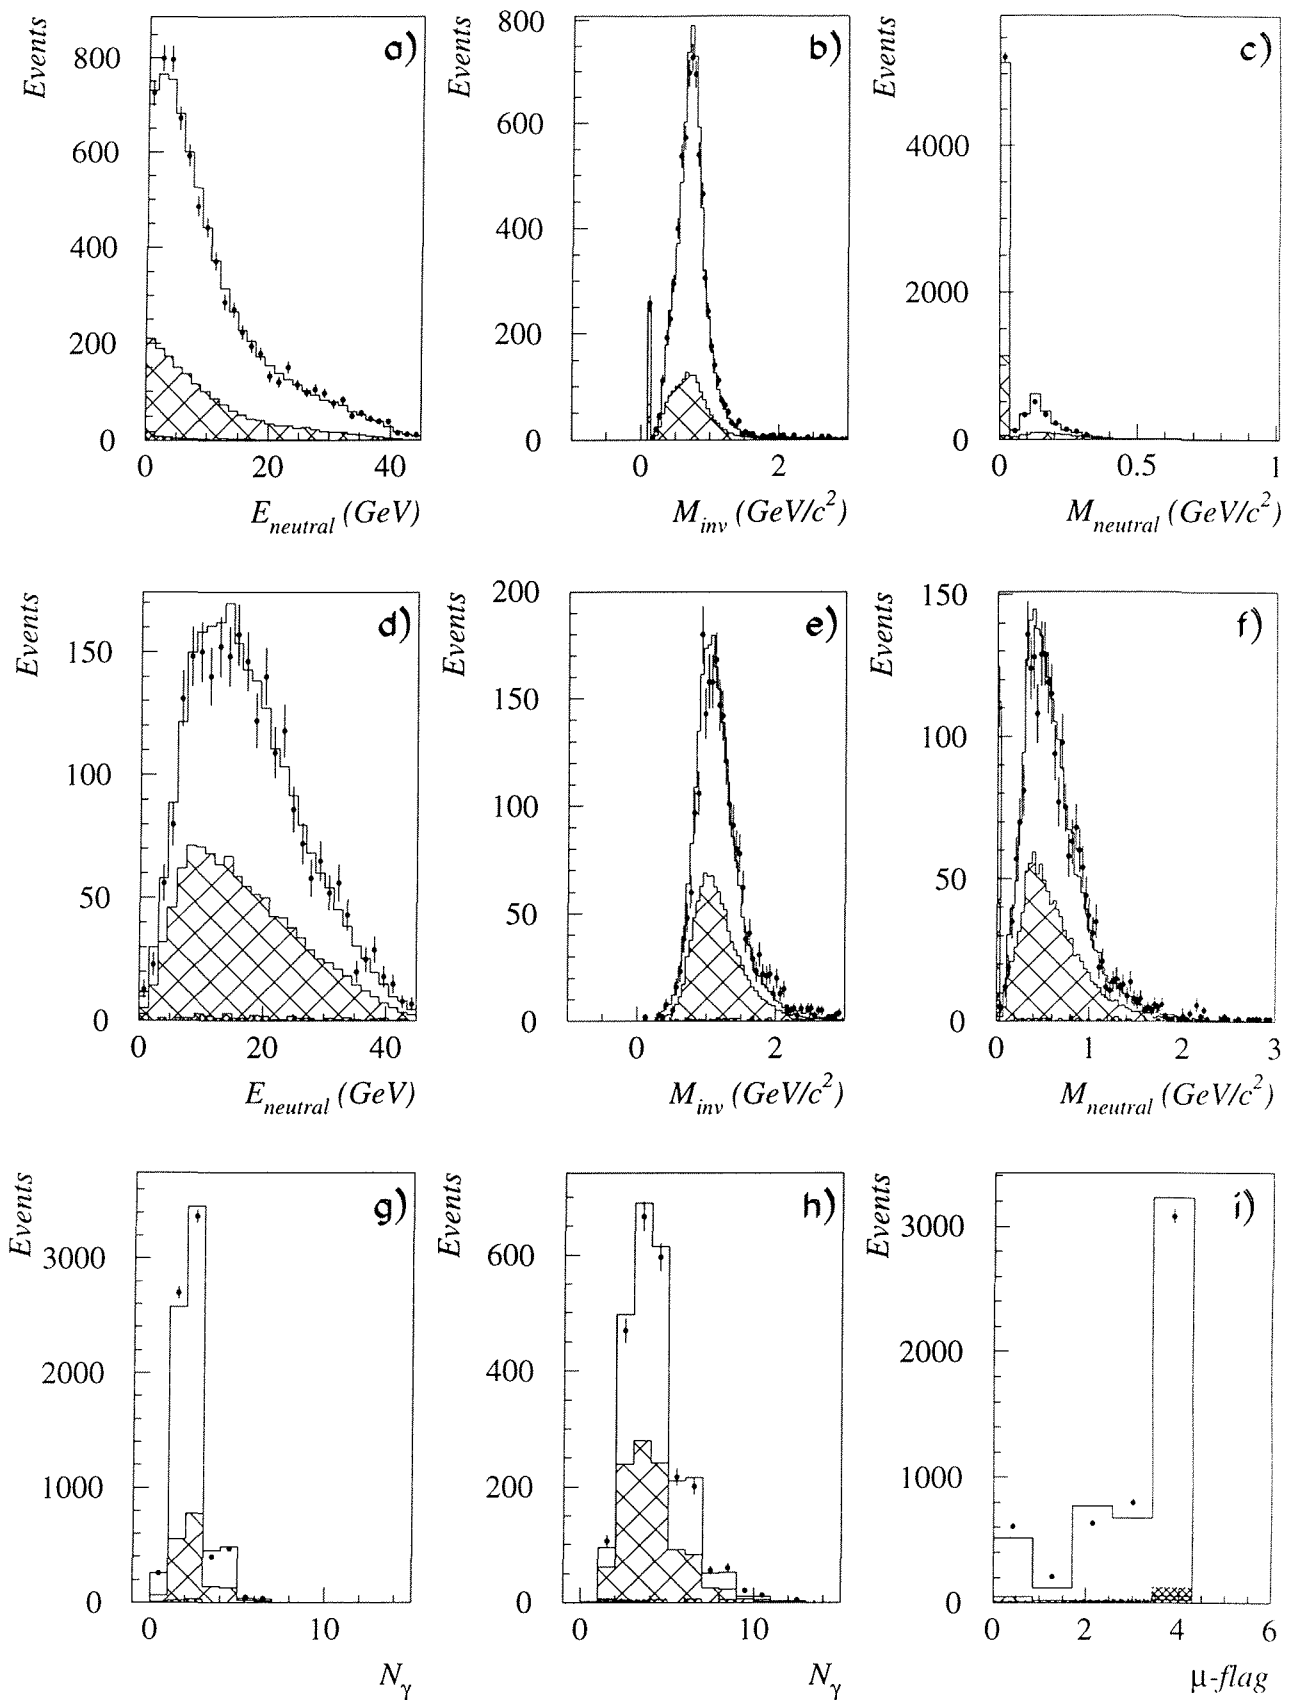 Events
a)
800
600
400
200
0
0 20 40
E_neutral (GeV)
Events
b)
800
600
400
200
0
0 2
M_inv (GeV/c²)
Events
c)
4000
2000
0
0 0.5 1
M_neutral (GeV/c²)
Events
d)
150
100
50
0
0 20 40
E_neutral (GeV)
Events
e)
200
150
100
50
0
0 2
M_inv (GeV/c²)
Events
f)
150
100
50
0
0 1 2 3
M_neutral (GeV/c²)
Events
g)
3000
2000
1000
0
0 10
N_γ
Events
h)
600
400
200
0
0 10
N_γ
Events
i)
3000
2000
1000
0
0 2 4 6
μ-flag